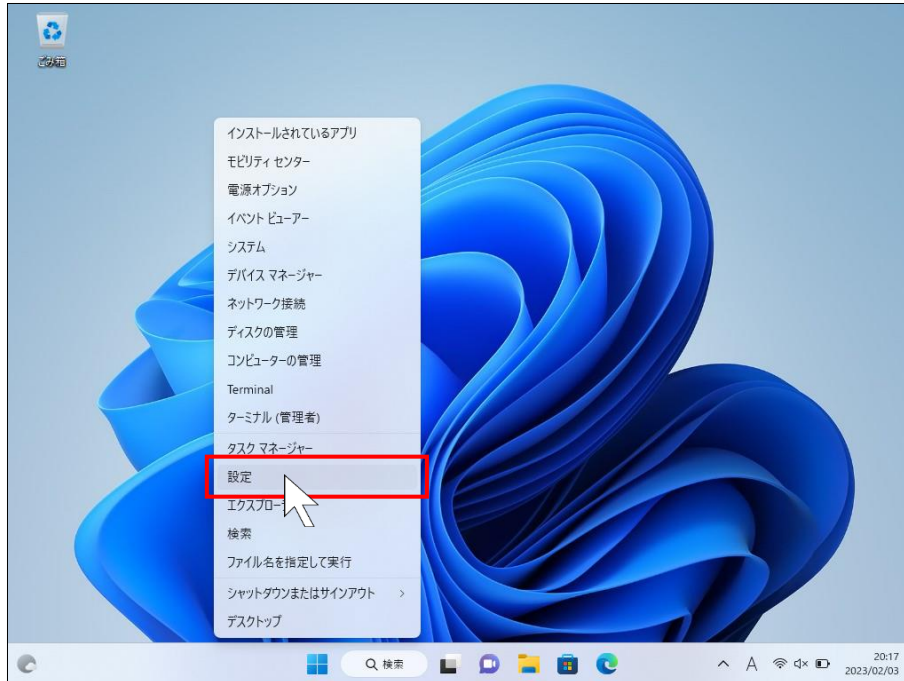 ごみ箱
インストールされているアプリ
モビリティ センター
電源オプション
イベント ビューアー
システム
デバイス マネージャー
ネットワーク接続
ディスクの管理
コンピューターの管理
Terminal
ターミナル (管理者)
タスク マネージャー
設定
エクスプロー
検索
ファイル名を指定して実行
シャットダウンまたはサインアウト
デスクトップ
検索
A
20:17
2023/02/03